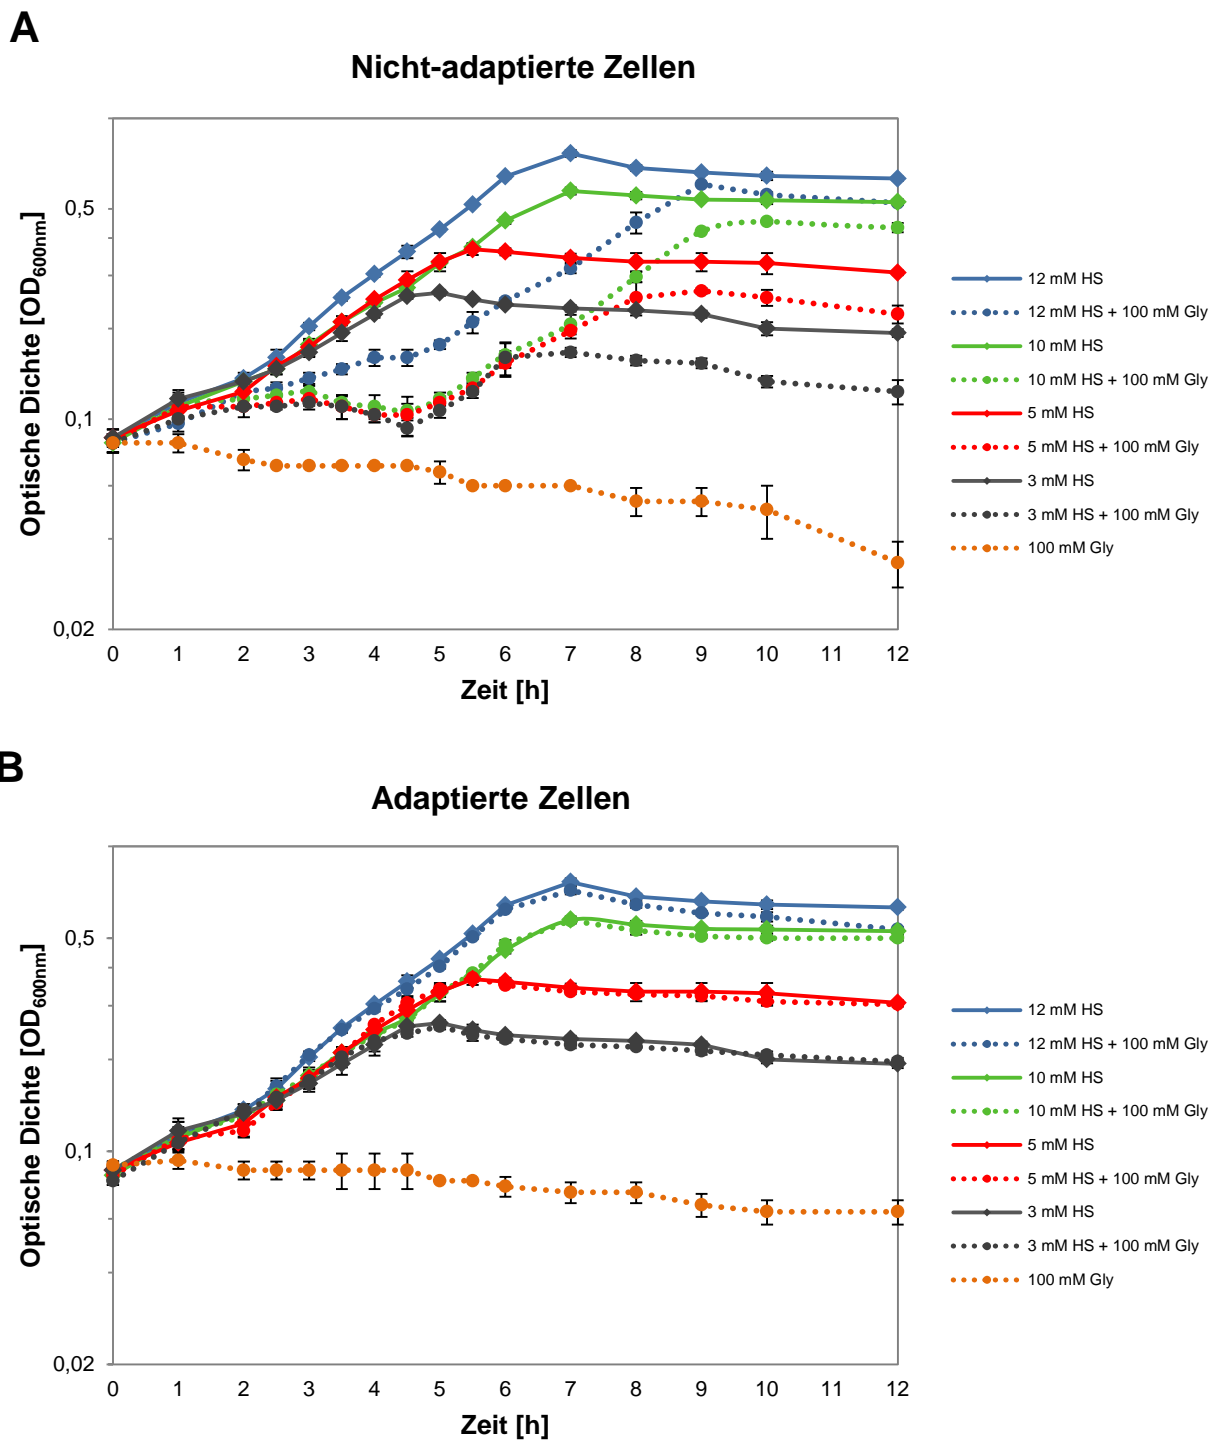 A
Nicht-adaptierte Zellen
Optische Dichte [OD600nm]
0,5
0,1
0,02
0 1 2 3 4 5 6 7 8 9 10 11 12
Zeit [h]
12 mM HS
12 mM HS + 100 mM Gly
10 mM HS
10 mM HS + 100 mM Gly
5 mM HS
5 mM HS + 100 mM Gly
3 mM HS
3 mM HS + 100 mM Gly
100 mM Gly
B
Adaptierte Zellen
Optische Dichte [OD600nm]
0,5
0,1
0,02
0 1 2 3 4 5 6 7 8 9 10 11 12
Zeit [h]
12 mM HS
12 mM HS + 100 mM Gly
10 mM HS
10 mM HS + 100 mM Gly
5 mM HS
5 mM HS + 100 mM Gly
3 mM HS
3 mM HS + 100 mM Gly
100 mM Gly